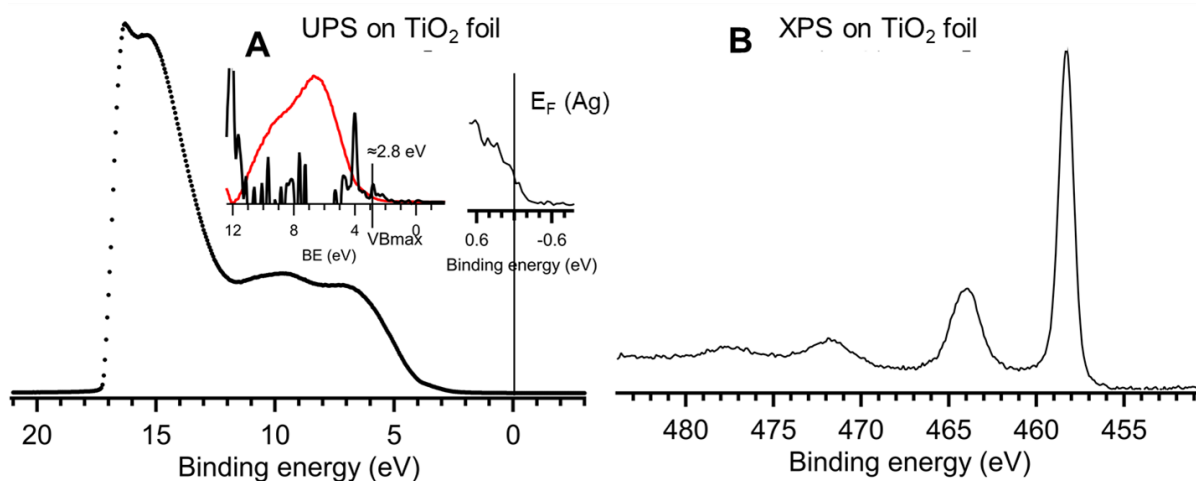 A UPS on TiO2 foil
≈2.8 eV
12 8 4 0
BE (eV)
VBmax
EF (Ag)
0.6 -0.6
Binding energy (eV)
20 15 10 5 0
Binding energy (eV)
B XPS on TiO2 foil
480 475 470 465 460 455
Binding energy (eV)